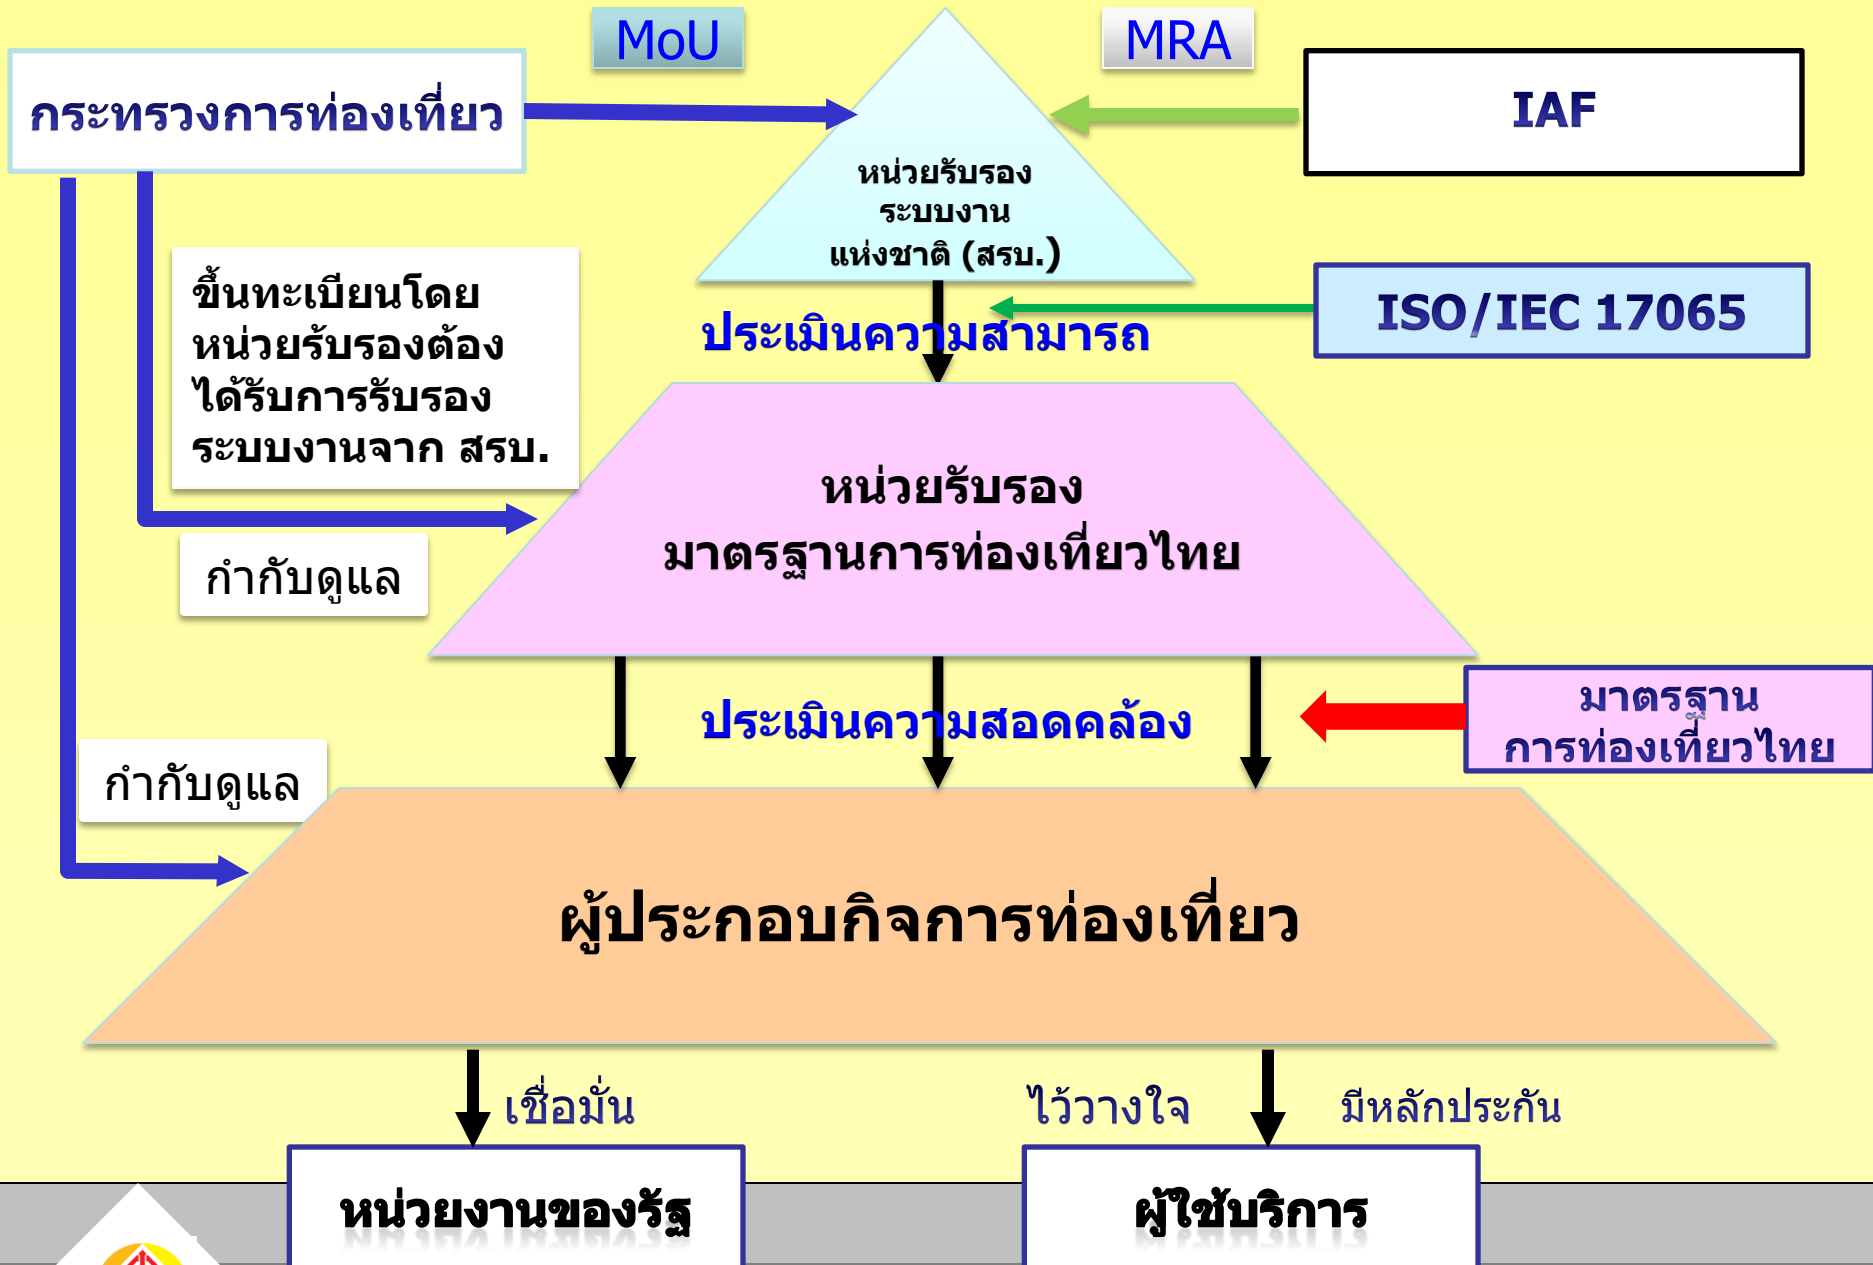 MoU
MRA
กระทรวงการท่องเที่ยว
IAF
หน่วยรับรอง
ระบบงาน
แห่งชาติ (สรบ.)
ขึ้นทะเบียนโดย
หน่วยรับรองต้อง
ได้รับการรับรอง
ระบบงานจาก สรบ.
ISO/IEC 17065
ประเมินความสามารถ
หน่วยรับรอง
มาตรฐานการท่องเที่ยวไทย
กำกับดูแล
มาตรฐาน
การท่องเที่ยวไทย
ประเมินความสอดคล้อง
กำกับดูแล
ผู้ประกอบกิจการท่องเที่ยว
เชื่อมั่น
ไว้วางใจ
มีหลักประกัน
หน่วยงานของรัฐ
ผู้ใช้บริการ